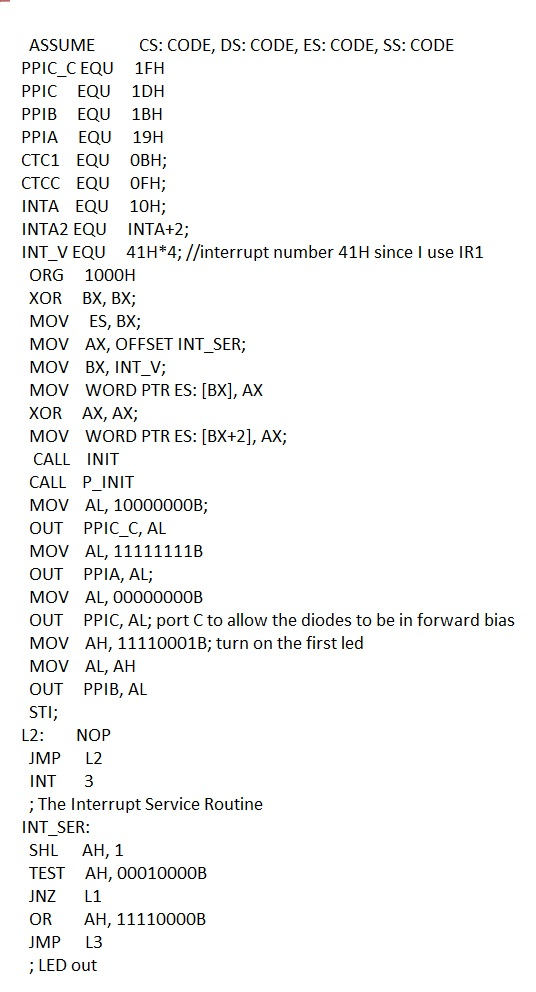 ASSUME CS: CODE, DS: CODE, ES: CODE, SS: CODE
PPIC_C EQU 1FH
PPIC EQU 1DH
PPIB EQU 1BH
PPIA EQU 19H
CTC1 EQU 0BH;
CTCC EQU 0FH;
INTA EQU 10H;
INTA2 EQU INTA+2;
INT_V EQU 41H*4; //interrupt number 41H since I use IR1
ORG 1000H
XOR BX, BX;
MOV ES, BX;
MOV AX, OFFSET INT_SER;
MOV BX, INT_V;
MOV WORD PTR ES: [BX], AX
XOR AX, AX;
MOV WORD PTR ES: [BX+2], AX;
CALL INIT
CALL P_INIT
MOV AL, 10000000B;
OUT PPIC_C, AL
MOV AL, 11111111B
OUT PPIA, AL;
MOV AL, 00000000B
OUT PPIC, AL; port C to allow the diodes to be in forward bias
MOV AH, 11110001B; turn on the first led
MOV AL, AH
OUT PPIB, AL
STI;
L2: NOP
JMP L2
INT 3
; The Interrupt Service Routine
INT_SER:
SHL AH, 1
TEST AH, 00010000B
JNZ L1
OR AH, 11110000B
JMP L3
; LED out